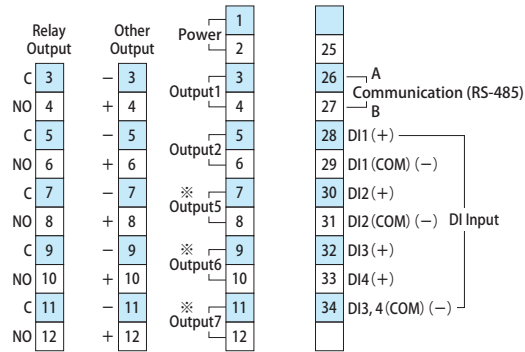 Relay Output
Other Output
Power
1
2
25
C 3
− 3
Output1
3
26
A
Communication (RS-485)
NO 4
+ 4
4
27
B
C 5
− 5
Output2
5
28
DI1(+)
NO 6
+ 6
6
29
DI1(COM) (−)
C 7
− 7
※
Output5
7
30
DI2(+)
NO 8
+ 8
8
31
DI2(COM) (−)
DI Input
C 9
− 9
※
Output6
9
32
DI3(+)
NO 10
+ 10
10
33
DI4(+)
C 11
− 11
※
Output7
11
34
DI3, 4(COM) (−)
NO 12
+ 12
12